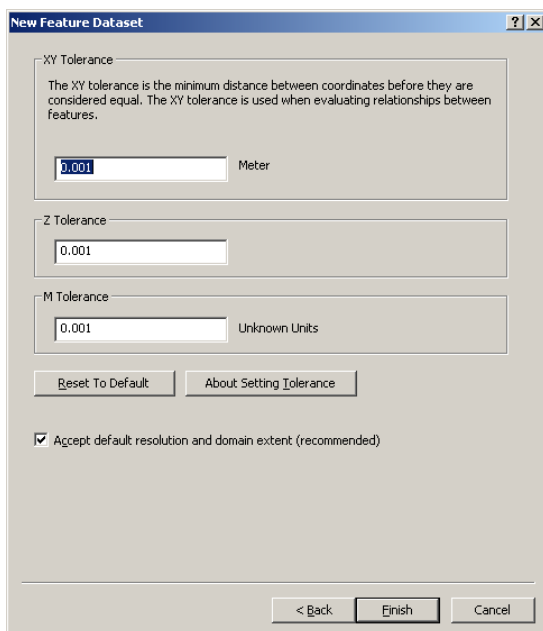 New Feature Dataset
XY Tolerance
The XY tolerance is the minimum distance between coordinates before they are
considered equal. The XY tolerance is used when evaluating relationships between
features.
0.001 Meter
Z Tolerance
0.001
M Tolerance
0.001 Unknown Units
Reset To Default About Setting Tolerance
Accept default resolution and domain extent (recommended)
< Back Finish Cancel